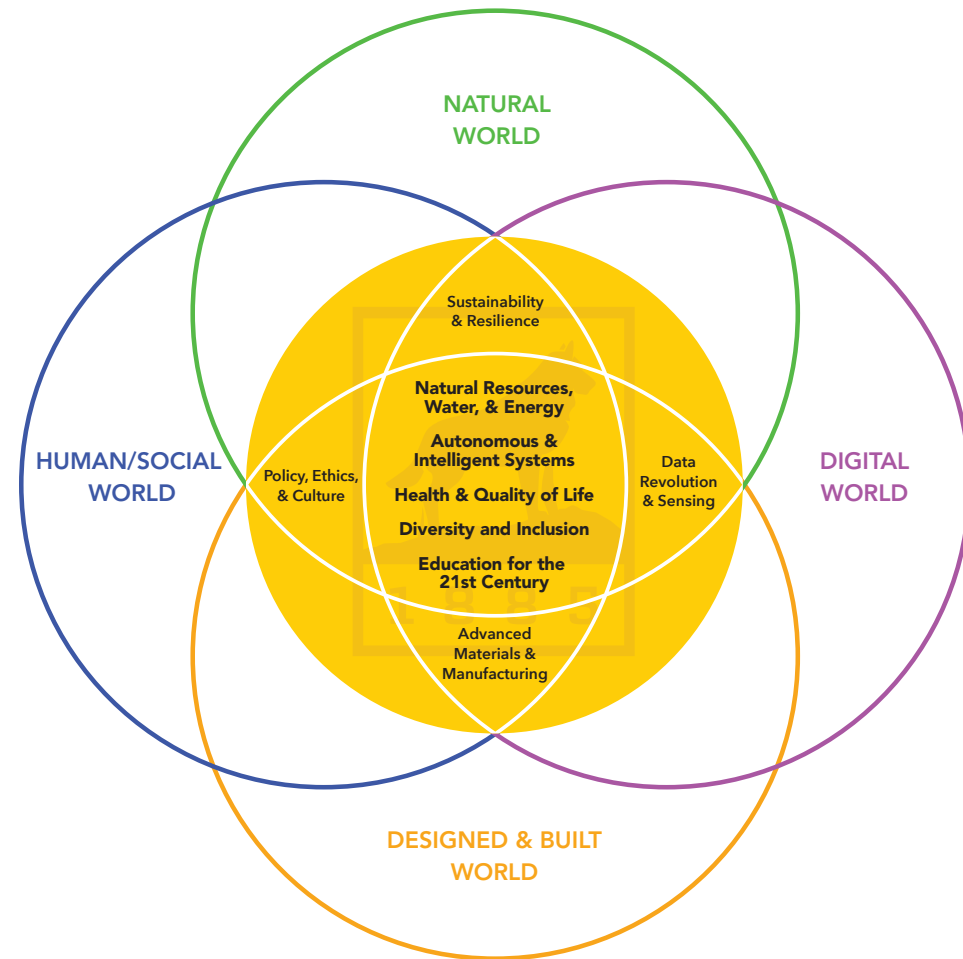 NATURAL
WORLD
Sustainability
& Resilience
HUMAN/SOCIAL
WORLD
Policy, Ethics,
& Culture
Natural Resources,
Water, & Energy
Autonomous &
Intelligent Systems
Health & Quality of Life
Diversity and Inclusion
Education for the
21st Century
Data
Revolution
& Sensing
DIGITAL
WORLD
1885
Advanced
Materials &
Manufacturing
DESIGNED & BUILT
WORLD